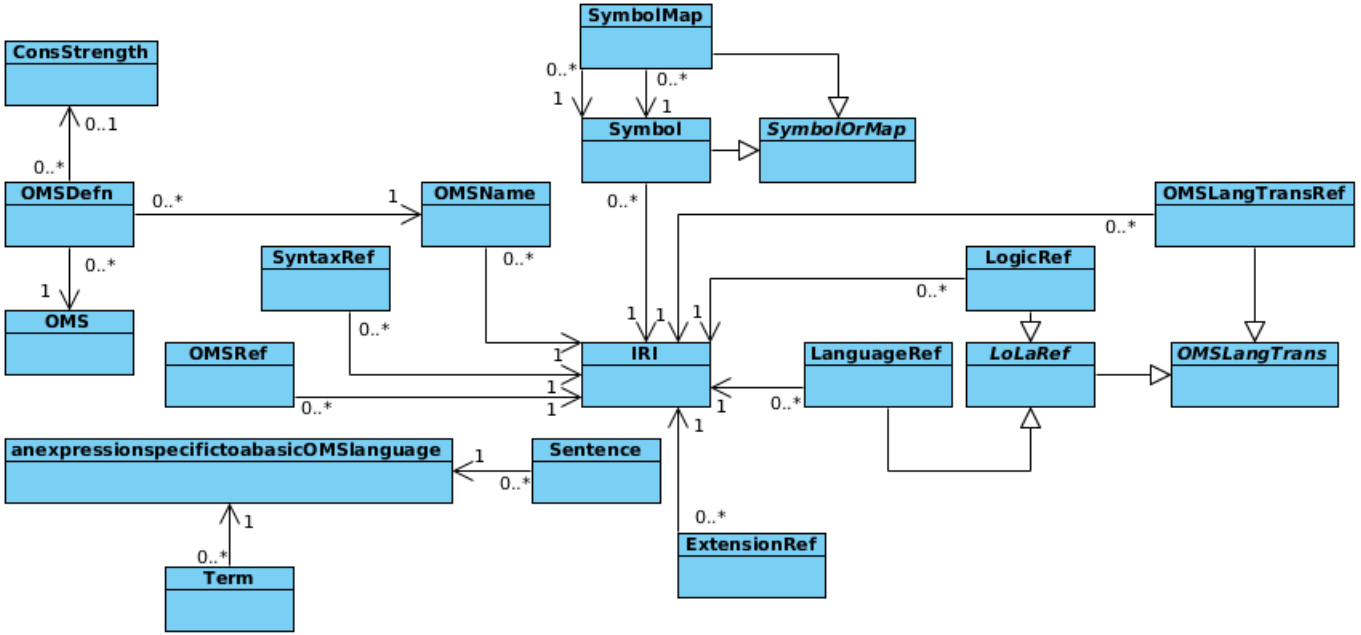 SymbolMap
ConsStrength
0..*
0..*
1
1
0..1
Symbol
SymbolOrMap
0..*
OMSDefn
0..*
1
OMSName
0..*
OMSLangTransRef
0..*
SyntaxRef
0..*
LogicRef
0..*
0..*
1
1
1
1
OMS
0..*
OMSRef
1
IRI
LanguageRef
LoLaRef
OMSLangTrans
1
0..*
1
1
0..*
1
anexpressionspecifictoabasicOMSlanguage
1
0..*
Sentence
1
0..*
0..*
ExtensionRef
Term